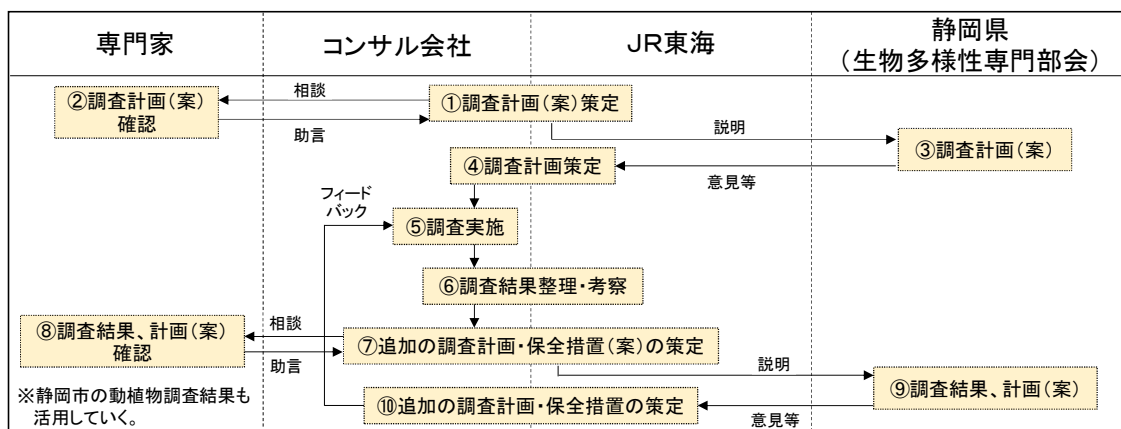 専門家
コンサル会社
JR東海
静岡県
(生物多様性専門部会)
②調査計画(案)
確認
相談
助言
①調査計画(案)策定
説明
③調査計画(案)
意見等
④調査計画策定
フィード
バック
⑤調査実施
⑥調査結果整理・考察
⑧調査結果、計画(案)
確認
相談
助言
⑦追加の調査計画・保全措置(案)の策定
説明
⑨調査結果、計画(案)
意見等
⑩追加の調査計画・保全措置の策定
※静岡市の動植物調査結果も
活用していく。